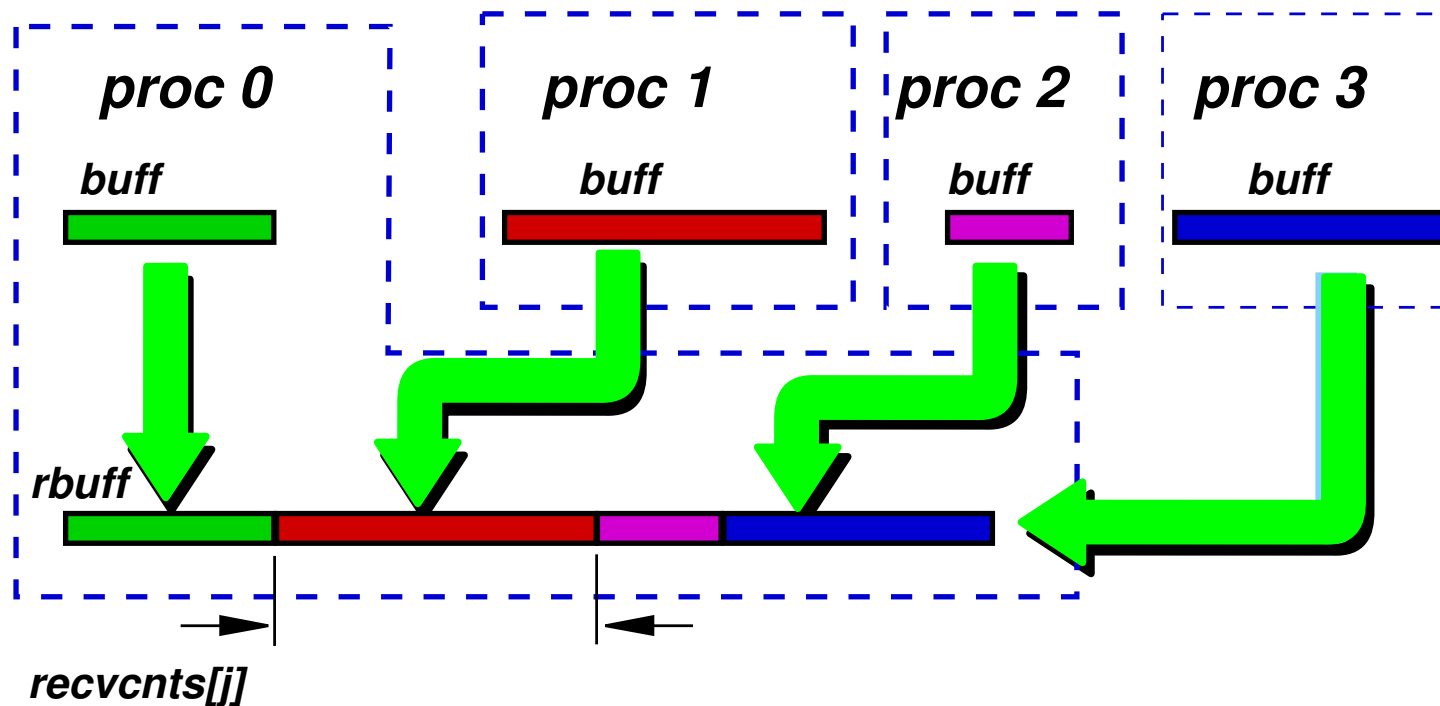 proc 0
proc 1
proc 2
proc 3
buff
buff
buff
buff
rbuff
recvcnts[j]